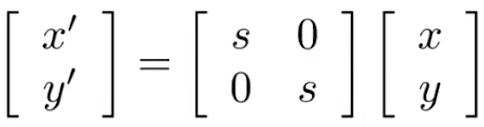 [ x′ ] = [ s 0 ] [ x ]
[ y′ ]   [ 0 s ] [ y ]